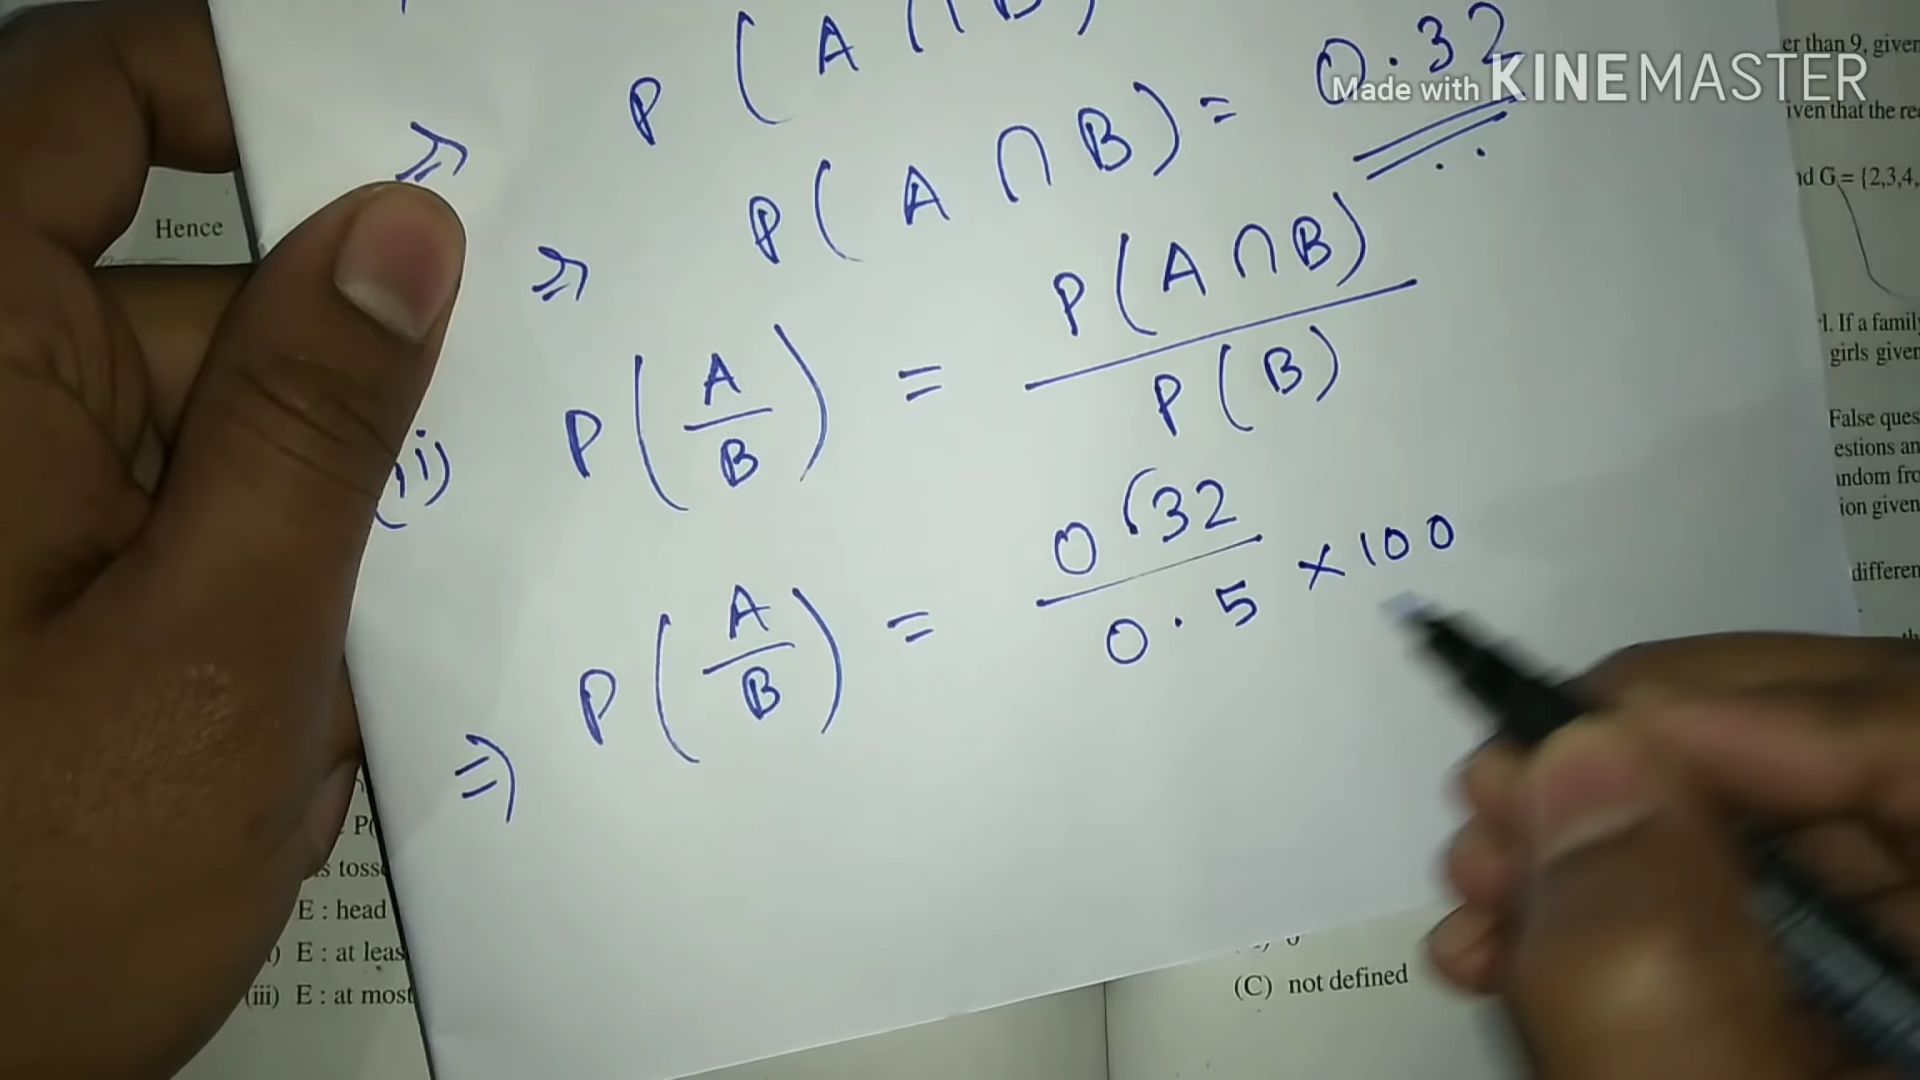 P ( A ∩ B )
⇒ P ( A ∩ B ) = 0.32
Made with KINEMASTER
⇒
(ii) P ( A / B ) = P ( A ∩ B ) / P ( B )
P ( A / B ) = 0.32 / 0.5 × 100
⇒
Hence
P(
s tosse
E : head
) E : at leas
(iii) E : at most
(C) not defined
er than 9, given
iven that the re
nd G = {2,3,4,
1. If a famil
girls given
False ques
estions an
andom fro
ion given
differen